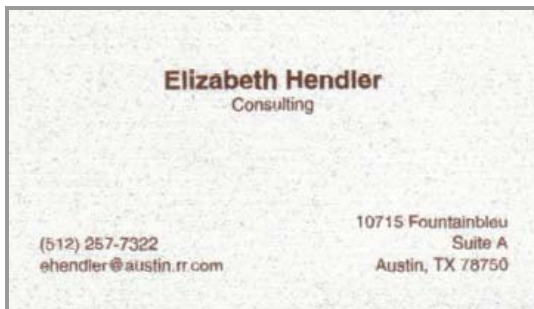 Elizabeth Hendler
Consulting
(512) 257-7322
ehendler@austin.rr.com
10715 Fountainbleu
Suite A
Austin, TX 78750